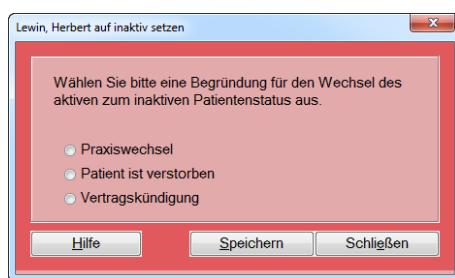 Lewin, Herbert auf inaktiv setzen
Wählen Sie bitte eine Begründung für den Wechsel des
aktiven zum inaktiven Patientenstatus aus.
Praxiswechsel
Patient ist verstorben
Vertragskündigung
Hilfe Speichern Schließen